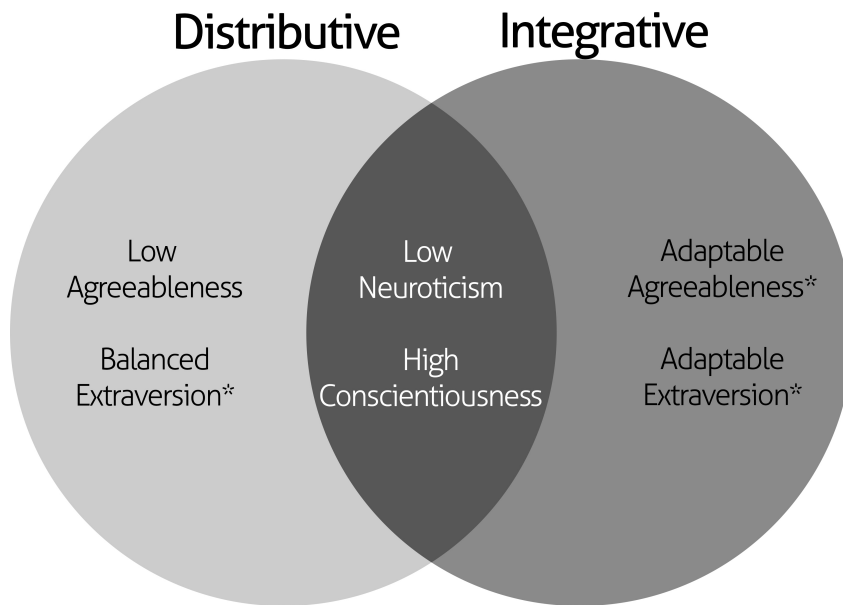 Distributive
Integrative
Low
Agreeableness
Balanced
Extraversion*
Low
Neuroticism
High
Conscientiousness
Adaptable
Agreeableness*
Adaptable
Extraversion*